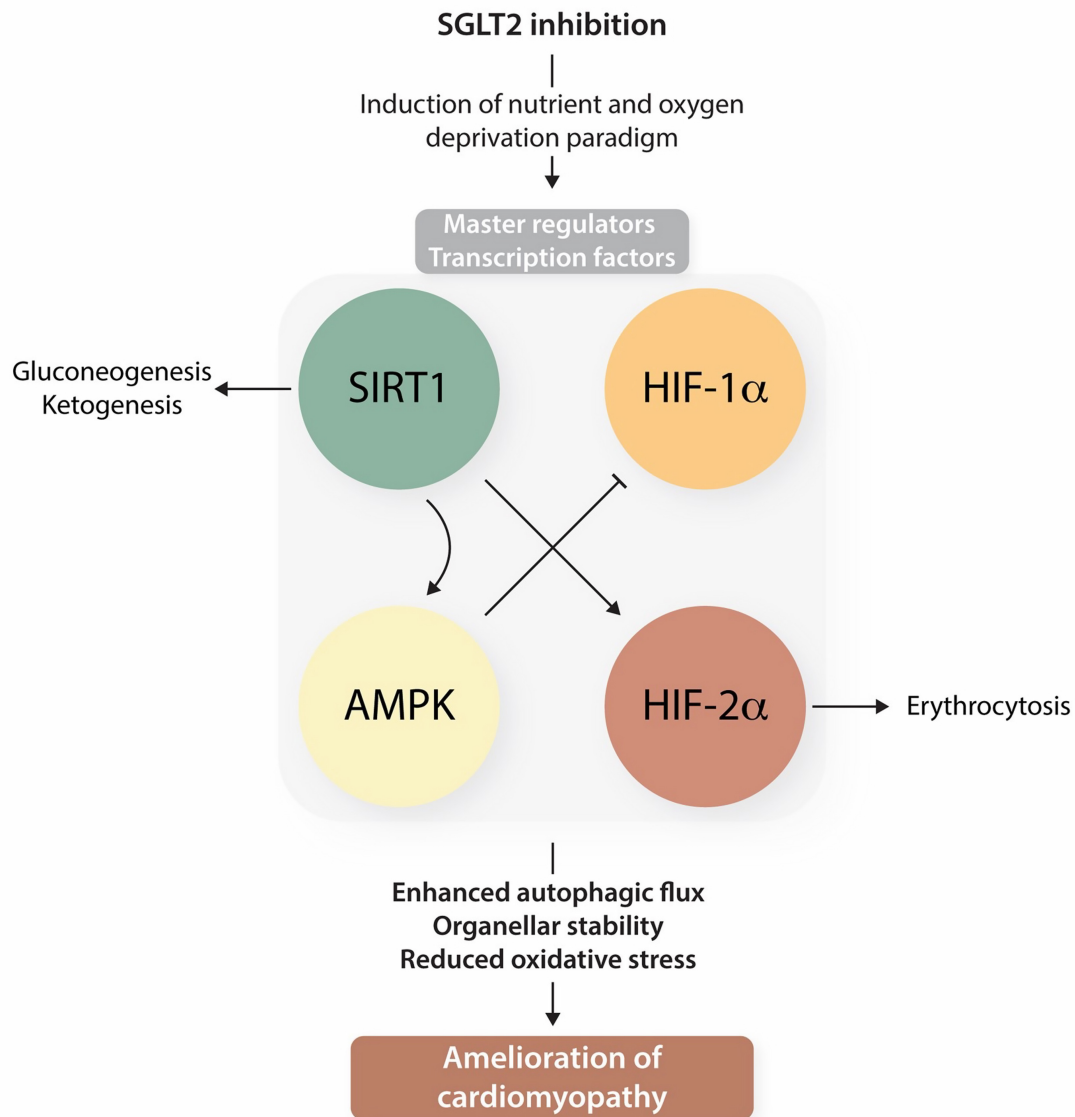 SGLT2 inhibition
Induction of nutrient and oxygen
deprivation paradigm
Master regulators
Transcription factors
SIRT1
HIF-1α
Gluconeogenesis
Ketogenesis
AMPK
HIF-2α
Erythrocytosis
Enhanced autophagic flux
Organellar stability
Reduced oxidative stress
Amelioration of
cardiomyopathy